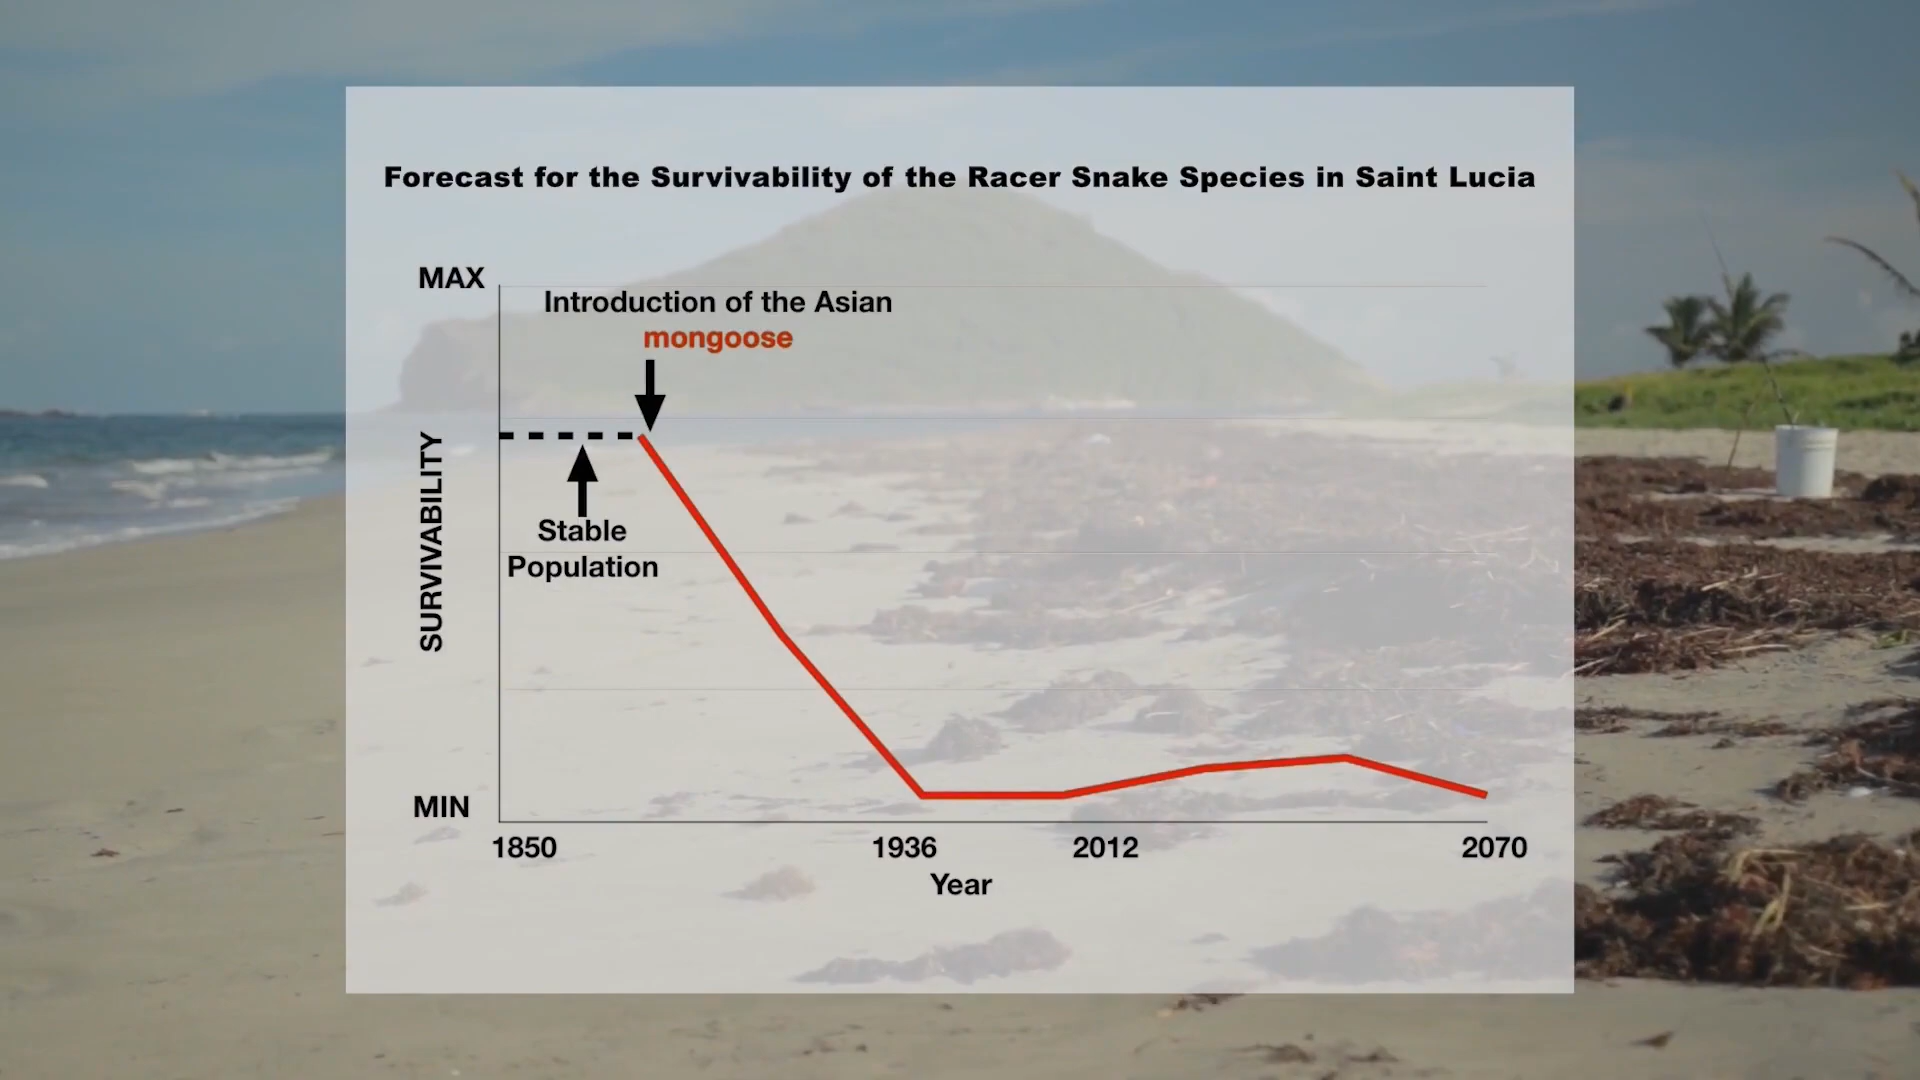 Forecast for the Survivability of the Racer Snake Species in Saint Lucia
MAX
Introduction of the Asian
mongoose
SURVIVABILITY
Stable
Population
MIN
1850
1936
2012
2070
Year